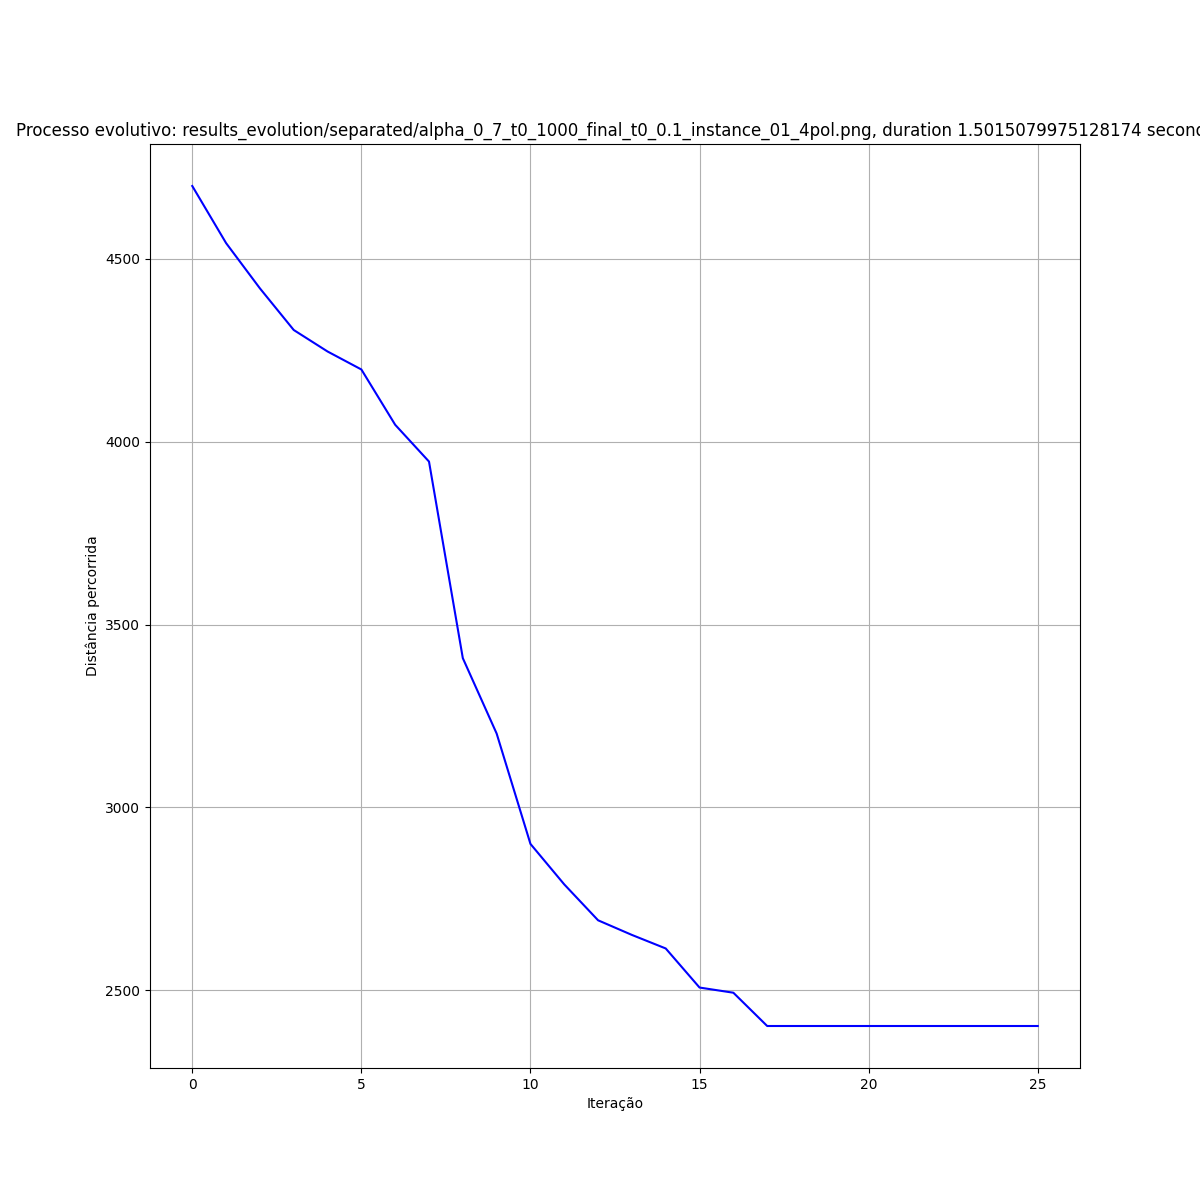 Processo evolutivo: results_evolution/separated/alpha_0_7_t0_1000_final_t0_0.1_instance_01_4pol.png, duration 1.5015079975128174 secon
4500
4000
3500
3000
2500
Distância percorrida
0 5 10 15 20 25
Iteração